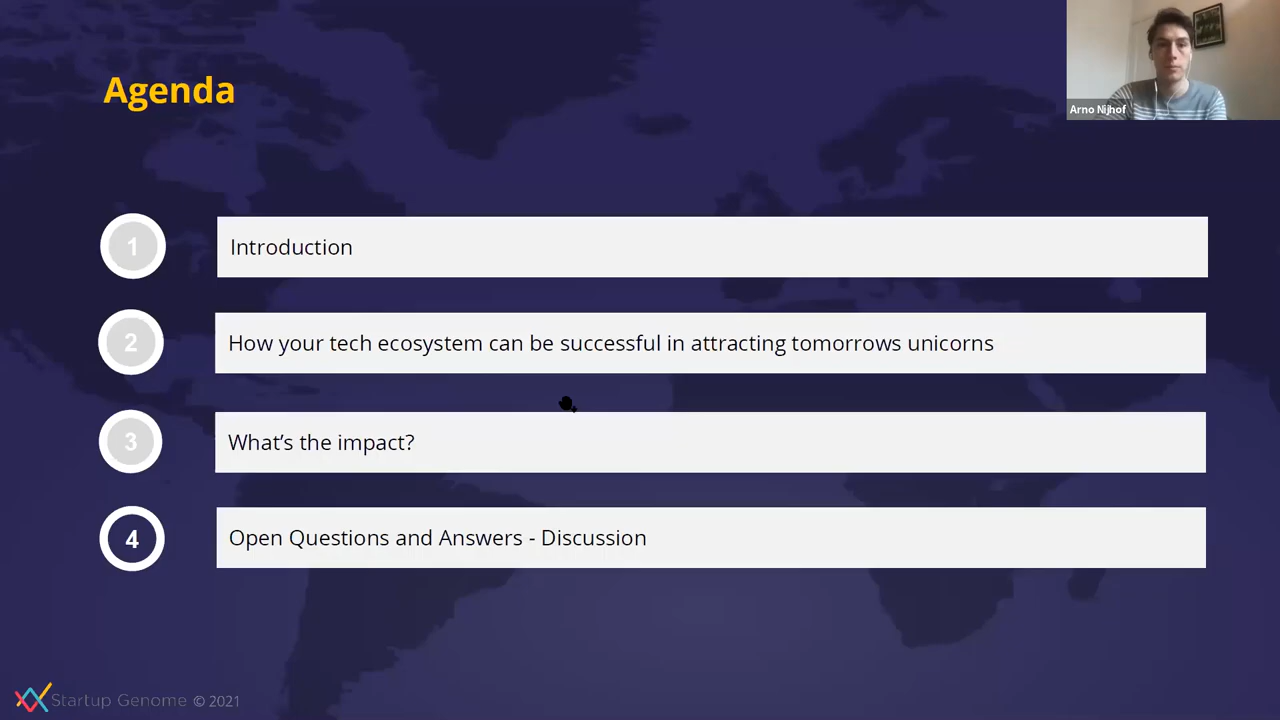 Agenda
Arno Nijhof
1
Introduction
2
How your tech ecosystem can be successful in attracting tomorrows unicorns
3
What's the impact?
4
Open Questions and Answers - Discussion
Startup Genome © 2021